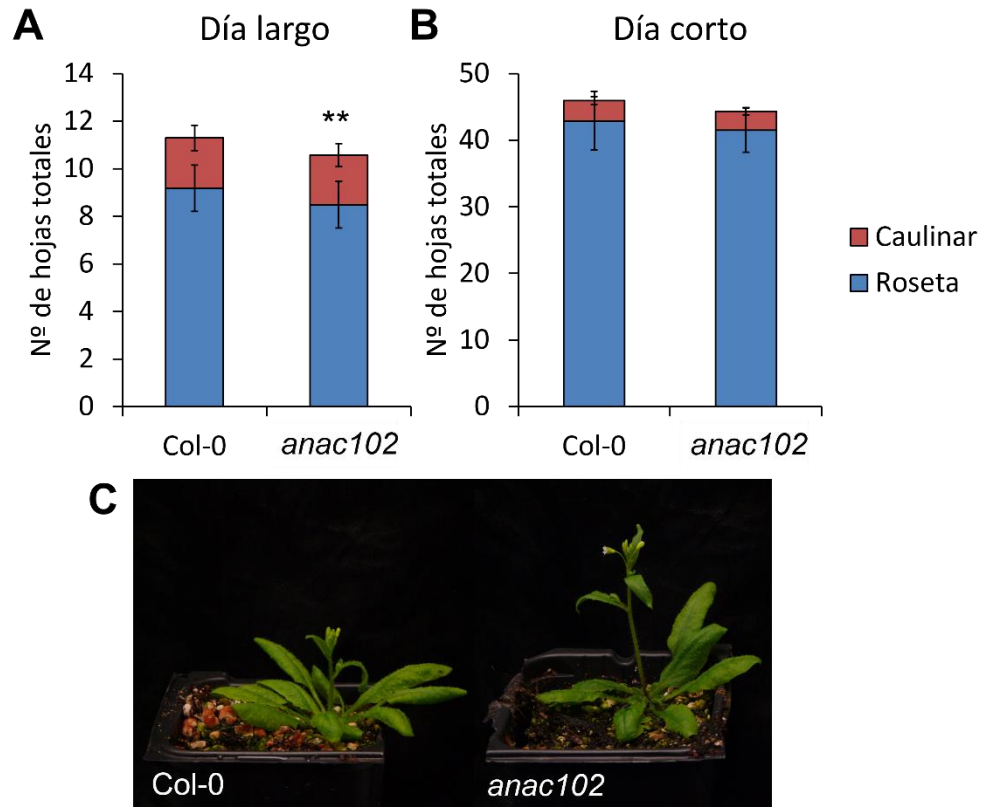 A
Día largo
Nº de hojas totales
14
12
10
8
6
4
2
0
**
Col-0
anac102
B
Día corto
Nº de hojas totales
50
40
30
20
10
0
Col-0
anac102
Caulinar
Roseta
C
Col-0
anac102